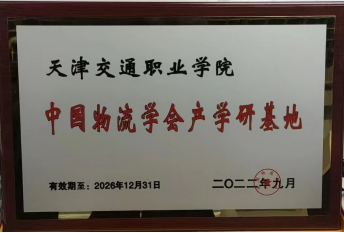 天津交通职业学院
中国物流学会产学研基地
有效期至：2026年12月31日
二〇二二年九月